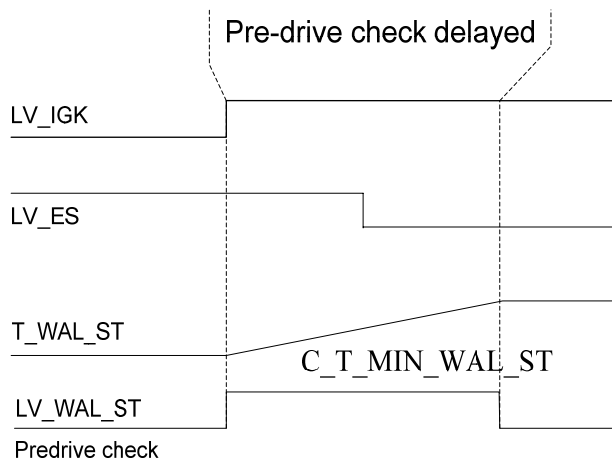 Pre-drive check delayed
LV_IGK
LV_ES
T_WAL_ST
C_T_MIN_WAL_ST
LV_WAL_ST
Predrive check